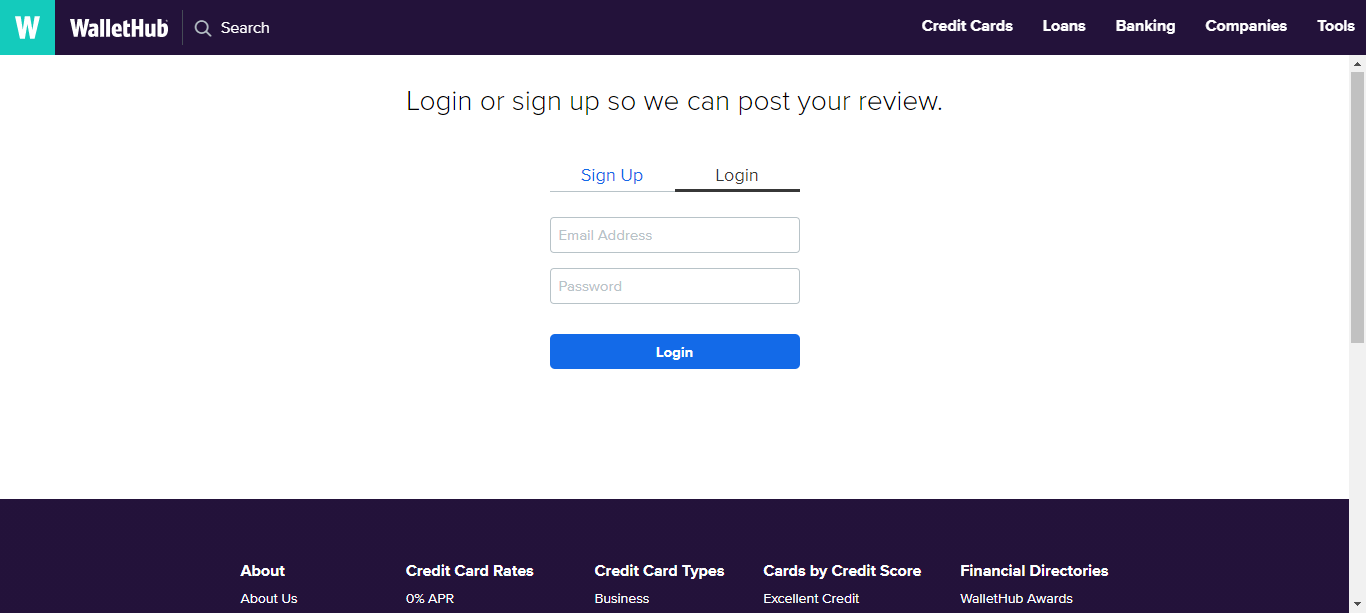 W WalletHub Search Credit Cards Loans Banking Companies Tools
Login or sign up so we can post your review.
Sign Up Login
Email Address
Password
Login
About Credit Card Rates Credit Card Types Cards by Credit Score Financial Directories
About Us 0% APR Business Excellent Credit WalletHub Awards